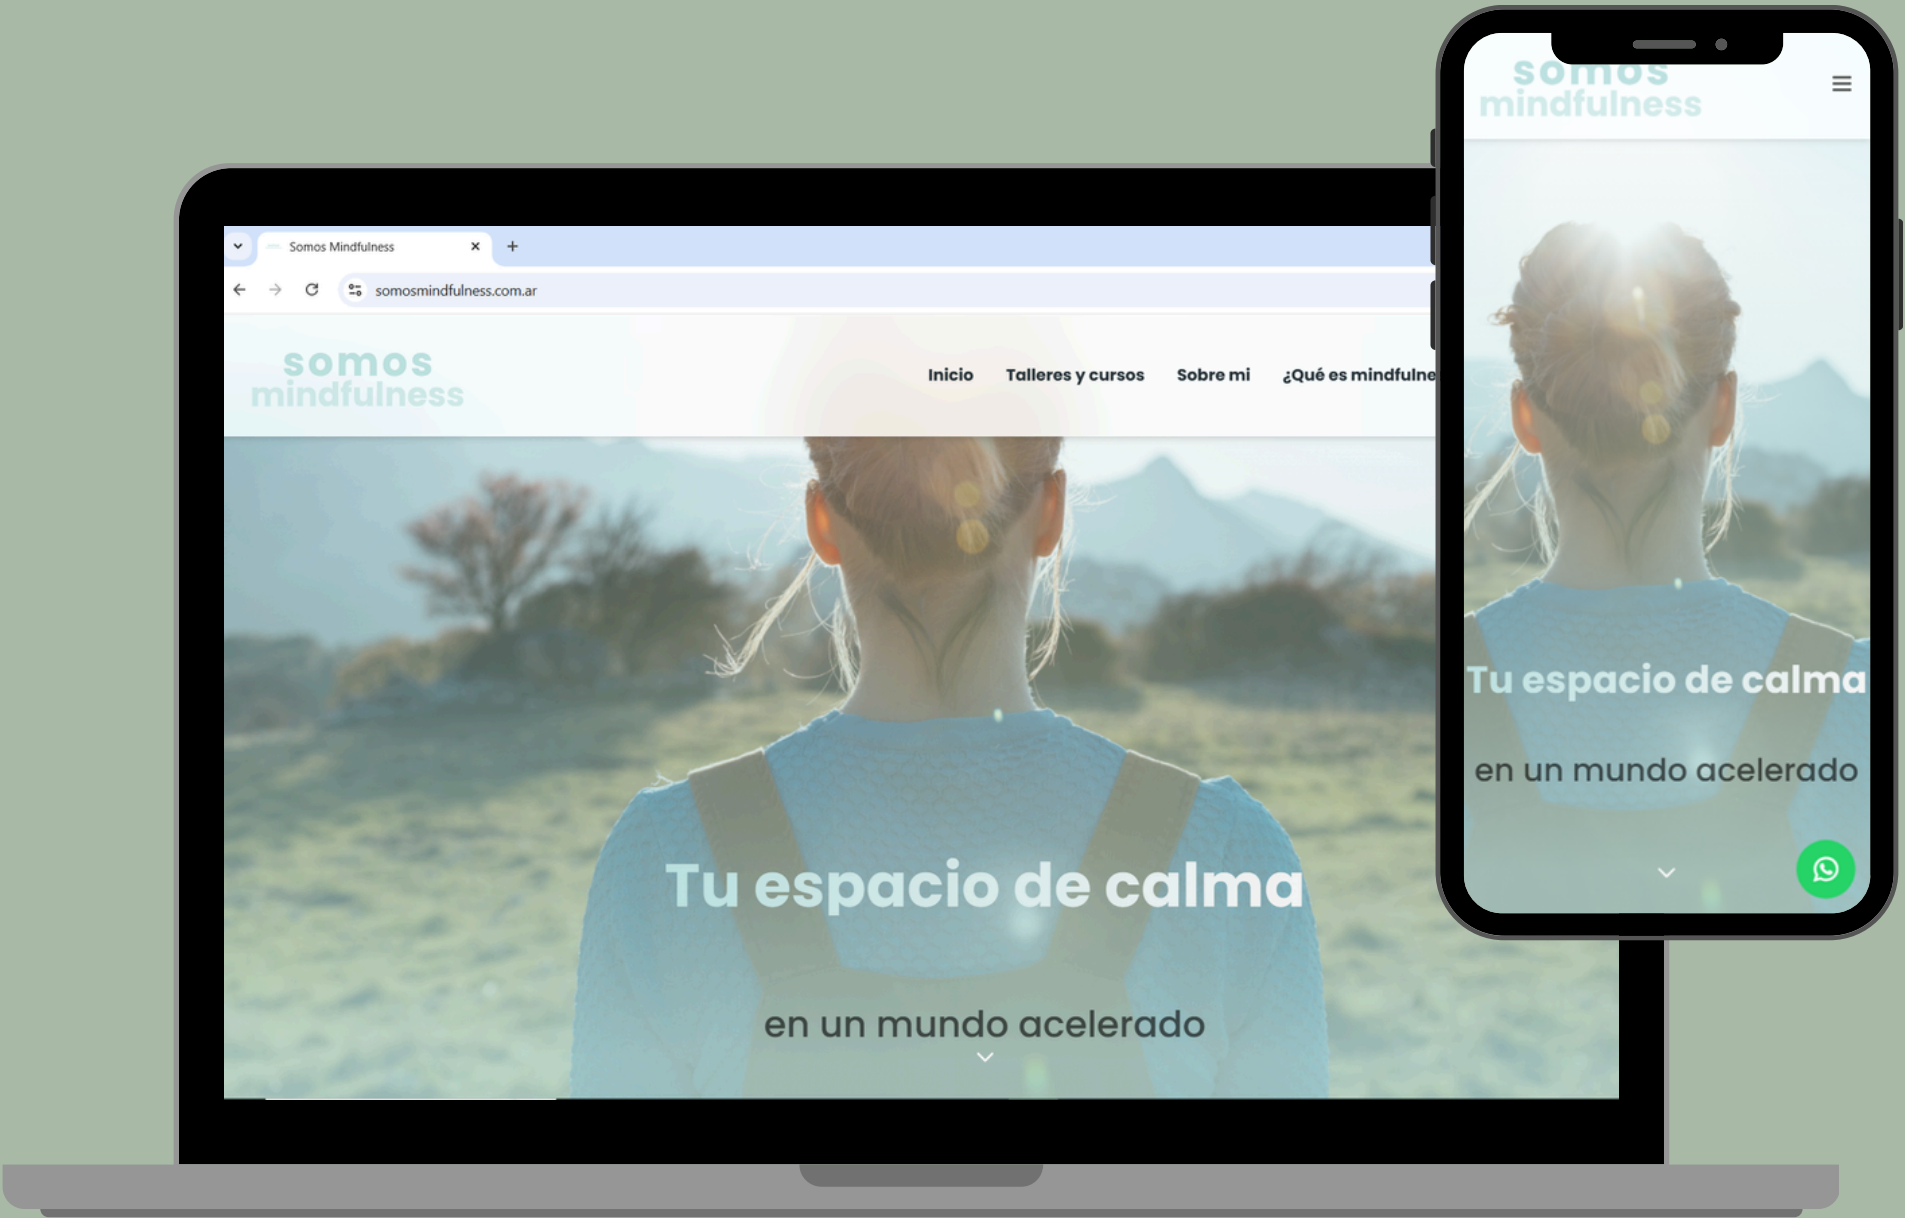 Somos Mindfulness
somosmindfulness.com.ar
somos
mindfulness
Inicio Talleres y cursos Sobre mi ¿Qué es mindfulne
Tu espacio de calma
en un mundo acelerado
somos
mindfulness
Tu espacio de calma
en un mundo acelerado